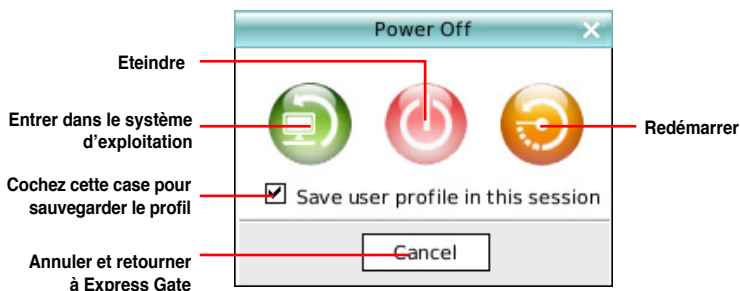 Power Off
Eteindre
Entrer dans le système
d'exploitation
Redémarrer
Cochez cette case pour
sauvegarder le profil
Save user profile in this session
Cancel
Annuler et retourner
à Express Gate